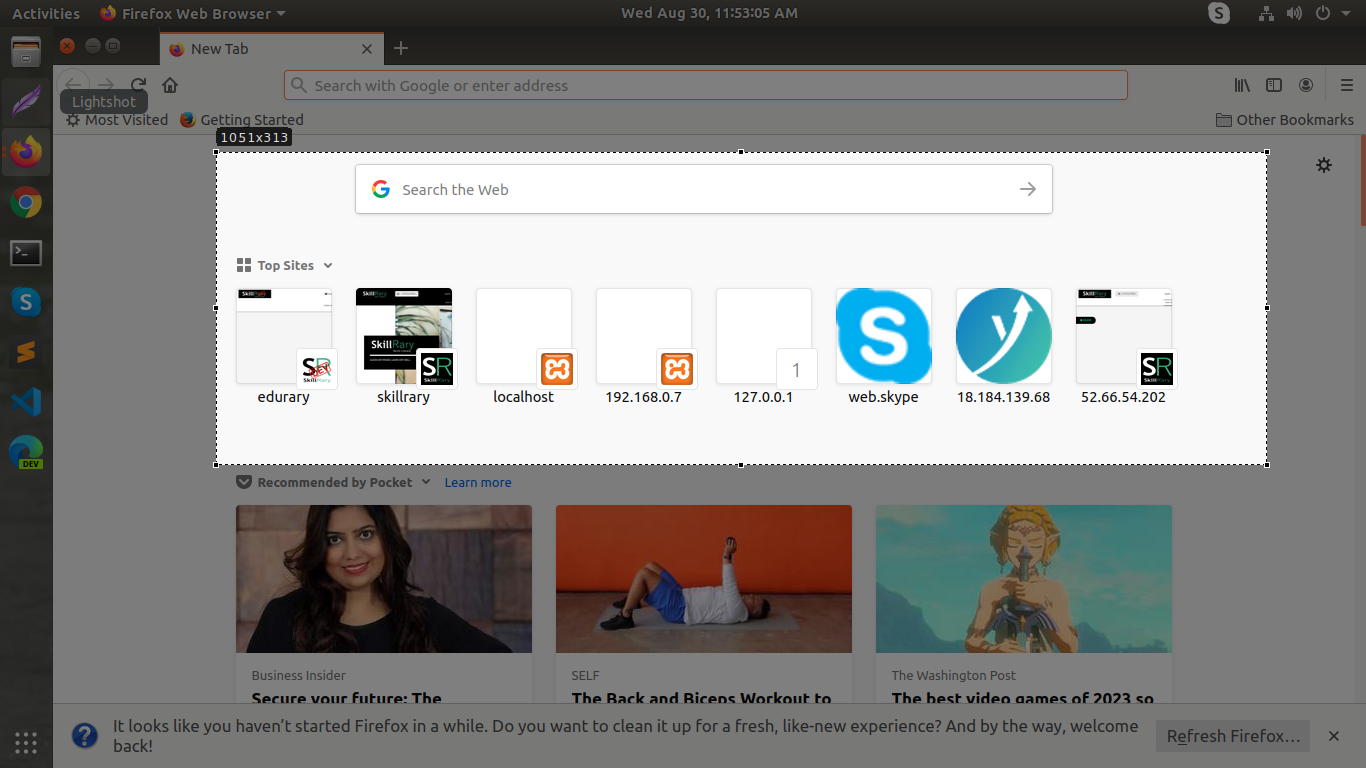 Activities
Firefox Web Browser
Wed Aug 30, 11:53:05 AM
New Tab
Search with Google or enter address
Lightshot
Most Visited
Getting Started
Other Bookmarks
1051x313
Search the Web
Top Sites
SkillRary
SR
edurary
skillrary
localhost
192.168.0.7
1
127.0.0.1
web.skype
18.184.139.68
52.66.54.202
DEV
Recommended by Pocket
Learn more
Business Insider
Secure your future: The
SELF
The Back and Biceps Workout to
The Washington Post
The best video games of 2023 so
It looks like you haven’t started Firefox in a while. Do you want to clean it up for a fresh, like-new experience? And by the way, welcome
back!
Refresh Firefox…